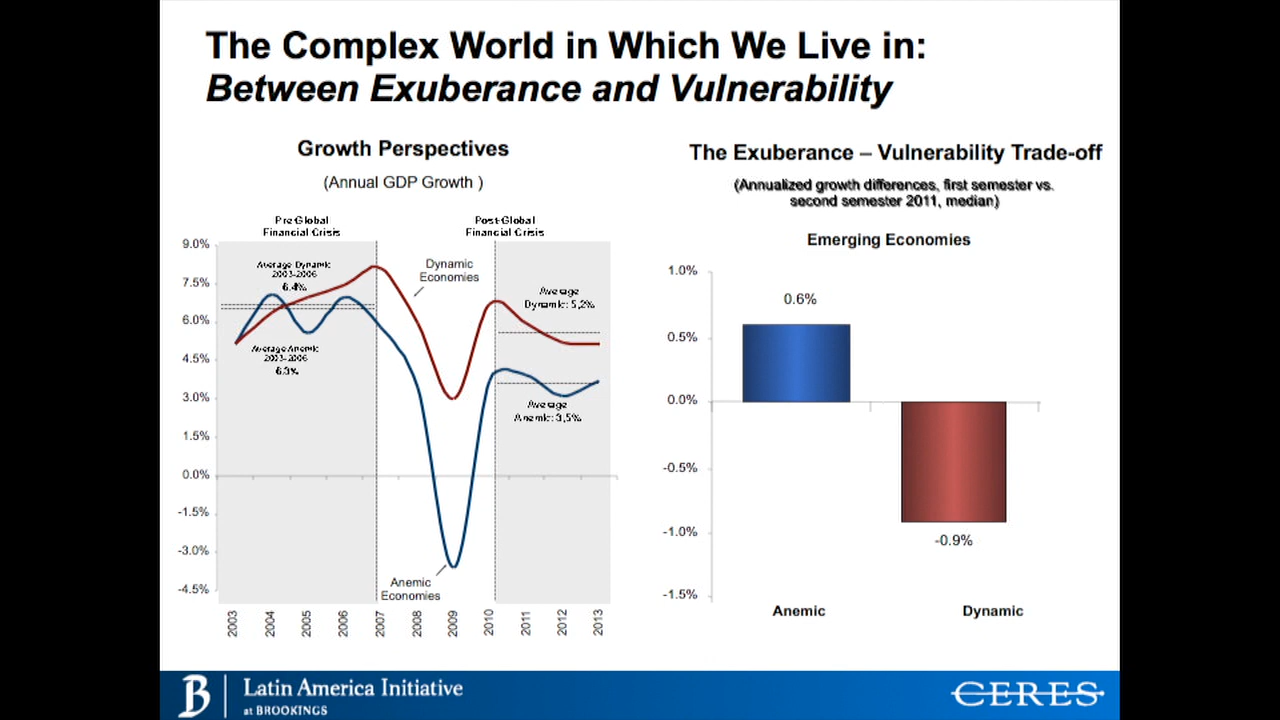 The Complex World in Which We Live in:
Between Exuberance and Vulnerability
Growth Perspectives
(Annual GDP Growth )
Pre-Global
Financial Crisis
Post-Global
Financial Crisis
9.0%
7.5%
6.0%
4.5%
3.0%
1.5%
0.0%
-1.5%
-3.0%
-4.5%
Average Dynamic
2003-2006
6.4%
Average Anemic
2003-2006
6.3%
Dynamic
Economies
Average
Dynamic: 5,2%
Average
Anemic: 3,5%
Anemic
Economies
2003
2004
2005
2006
2007
2008
2009
2010
2011
2012
2013
The Exuberance – Vulnerability Trade-off
(Annualized growth differences, first semester vs.
second semester 2011, median)
Emerging Economies
1.0%
0.5%
0.0%
-0.5%
-1.0%
-1.5%
0.6%
-0.9%
Anemic
Dynamic
B
Latin America Initiative
at BROOKINGS
CERES